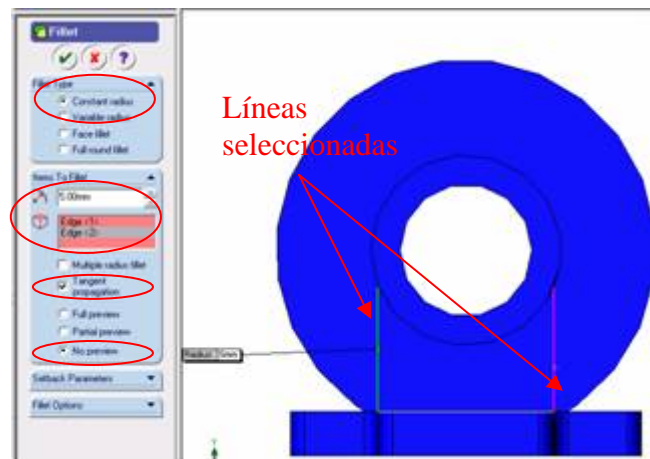 Fillet
Fillet Type
Constant radius
Variable radius
Face fillet
Full round fillet
Items To Fillet
5.00mm
Edge <1>
Edge <2>
Multiple radius fillet
Tangent
propagation
Full preview
Partial preview
No preview
Setback Parameters
Fillet Options
Líneas
seleccionadas
Y